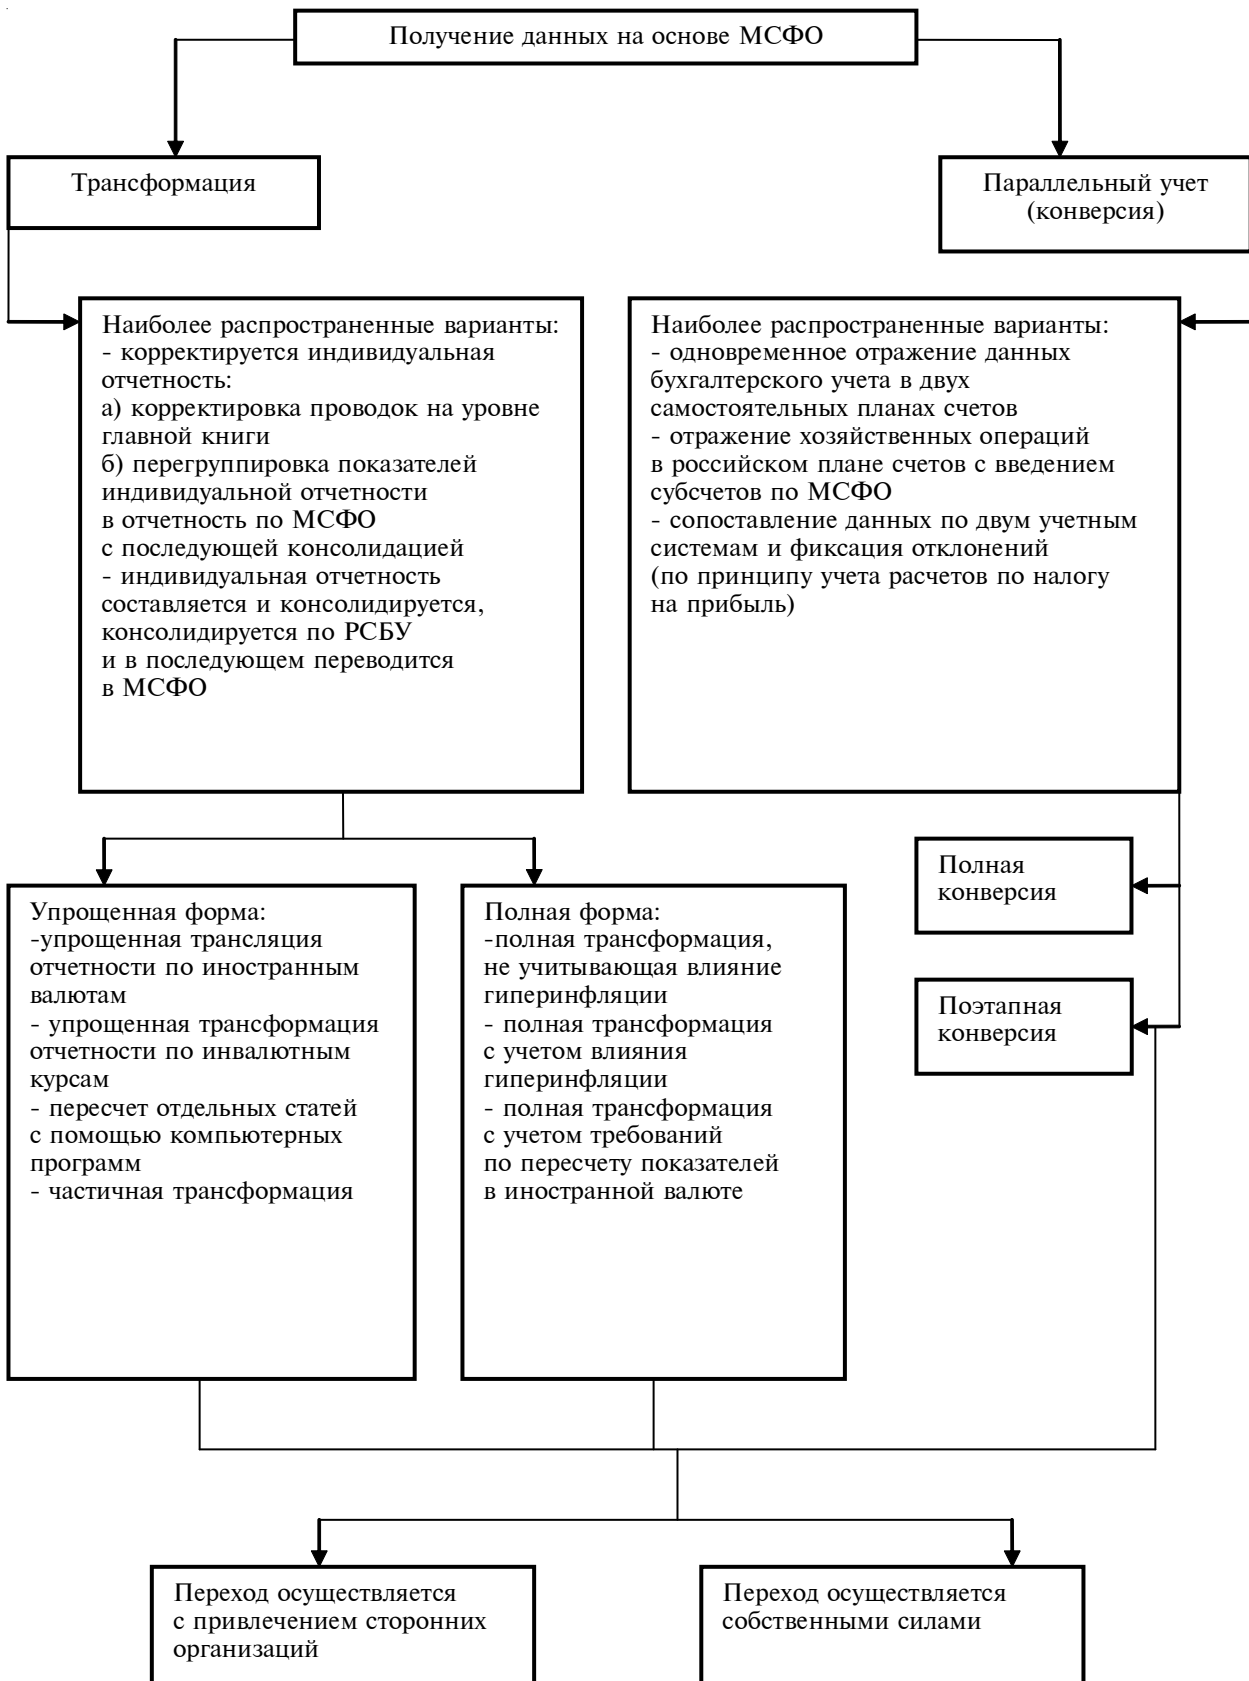 Получение данных на основе МСФО
Трансформация
Параллельный учет
(конверсия)
Наиболее распространенные варианты:
- корректируется индивидуальная
отчетность:
а) корректировка проводок на уровне
главной книги
б) перегруппировка показателей
индивидуальной отчетности
в отчетность по МСФО
с последующей консолидацией
- индивидуальная отчетность
составляется и консолидируется,
консолидируется по РСБУ
и в последующем переводится
в МСФО
Наиболее распространенные варианты:
- одновременное отражение данных
бухгалтерского учета в двух
самостоятельных планах счетов
- отражение хозяйственных операций
в российском плане счетов с введением
субсчетов по МСФО
- сопоставление данных по двум учетным
системам и фиксация отклонений
(по принципу учета расчетов по налогу
на прибыль)
Упрощенная форма:
-упрощенная трансляция
отчетности по иностранным
валютам
- упрощенная трансформация
отчетности по инвалютным
курсам
- пересчет отдельных статей
с помощью компьютерных
программ
- частичная трансформация
Полная форма:
-полная трансформация,
не учитывающая влияние
гиперинфляции
- полная трансформация
с учетом влияния
гиперинфляции
- полная трансформация
с учетом требований
по пересчету показателей
в иностранной валюте
Полная
конверсия
Поэтапная
конверсия
Переход осуществляется
с привлечением сторонних
организаций
Переход осуществляется
собственными силами